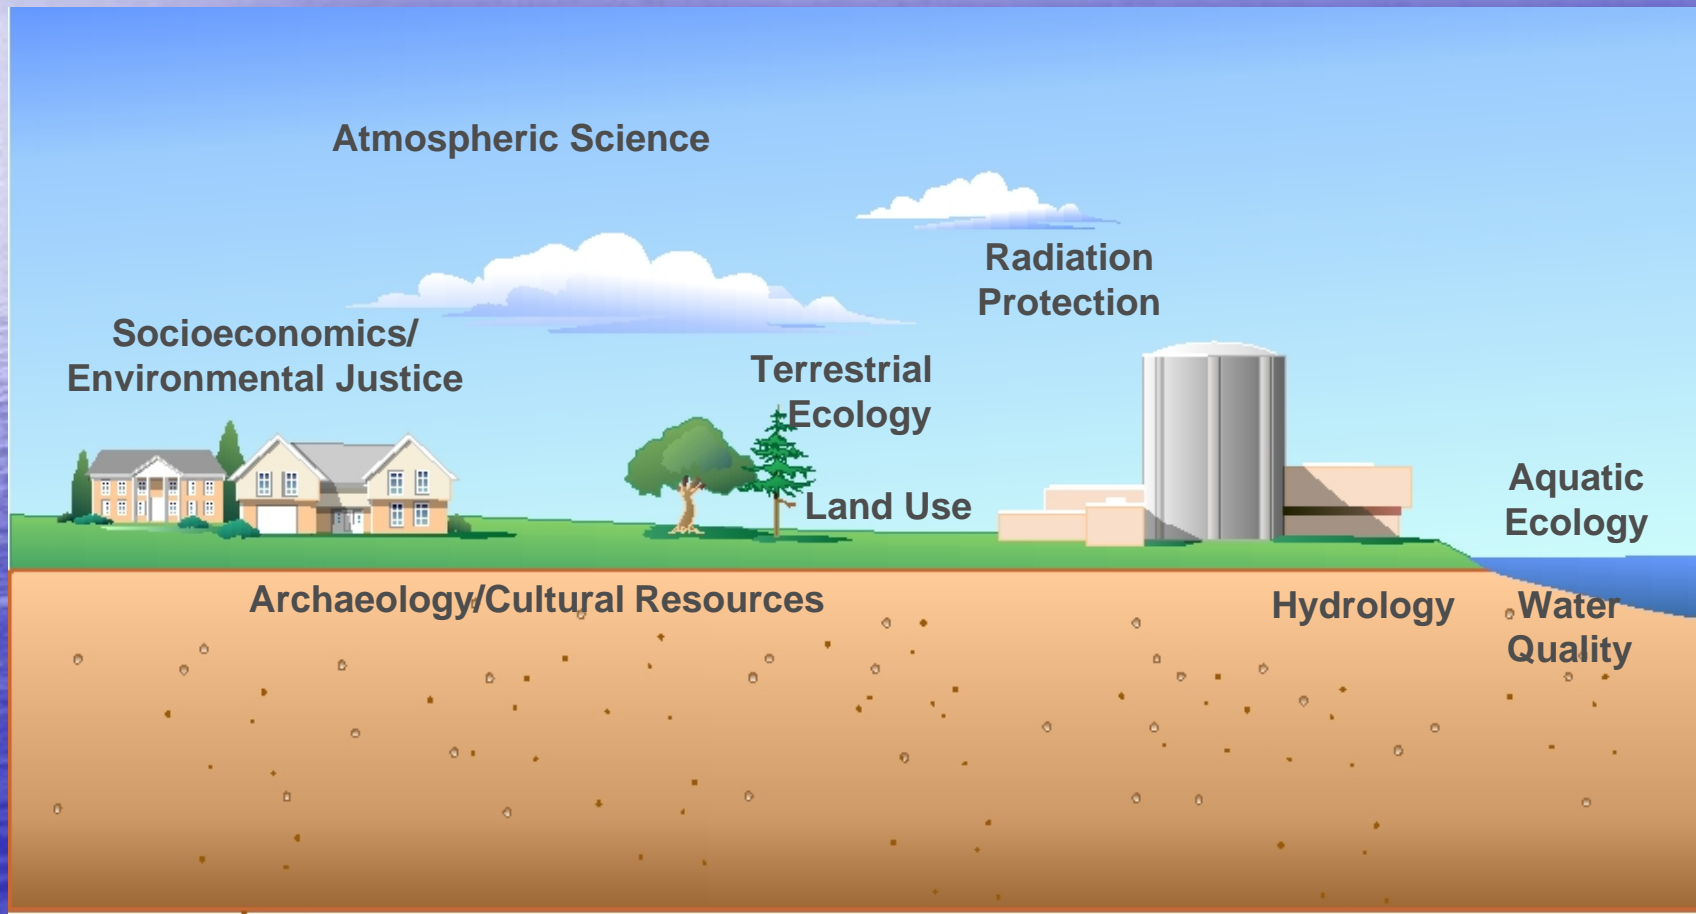 Atmospheric Science
Radiation
Protection
Socioeconomics/
Environmental Justice
Terrestrial
Ecology
Land Use
Aquatic
Ecology
Archaeology/Cultural Resources
Hydrology
Water
Quality